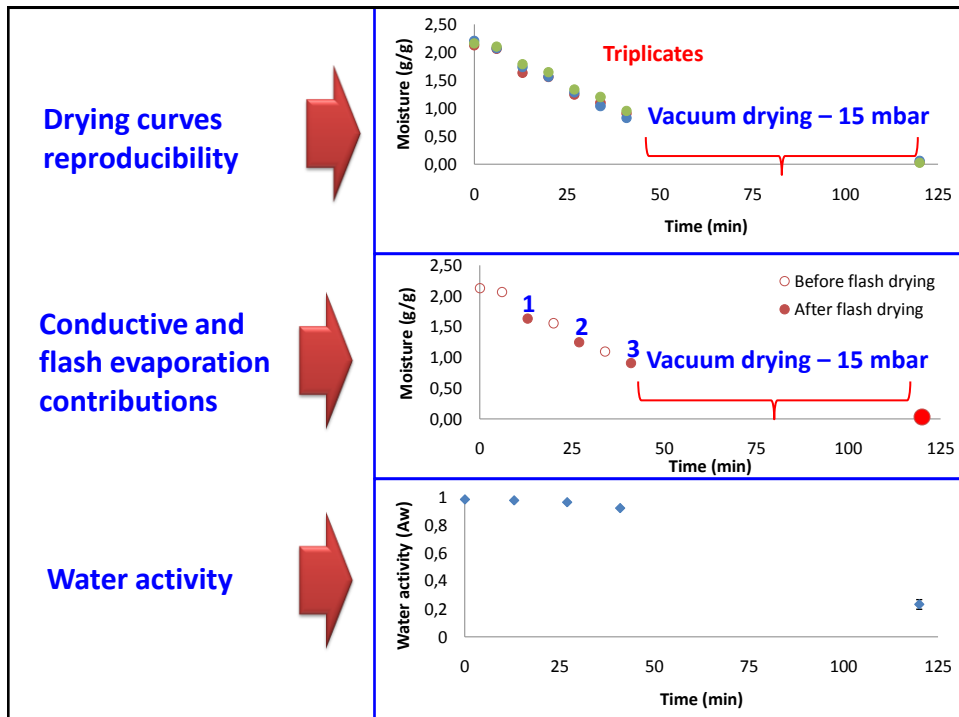 Drying curves
reproducibility
Moisture (g/g)
2,50
2,00
1,50
1,00
0,50
0,00
Triplicates
Vacuum drying – 15 mbar
0 25 50 75 100 125
Time (min)
Conductive and
flash evaporation
contributions
Moisture (g/g)
2,50
2,00
1,50
1,00
0,50
0,00
1
2
3
Before flash drying
After flash drying
Vacuum drying – 15 mbar
0 25 50 75 100 125
Time (min)
Water activity
Water activity (Aw)
1
0,8
0,6
0,4
0,2
0
0 25 50 75 100 125
Time (min)